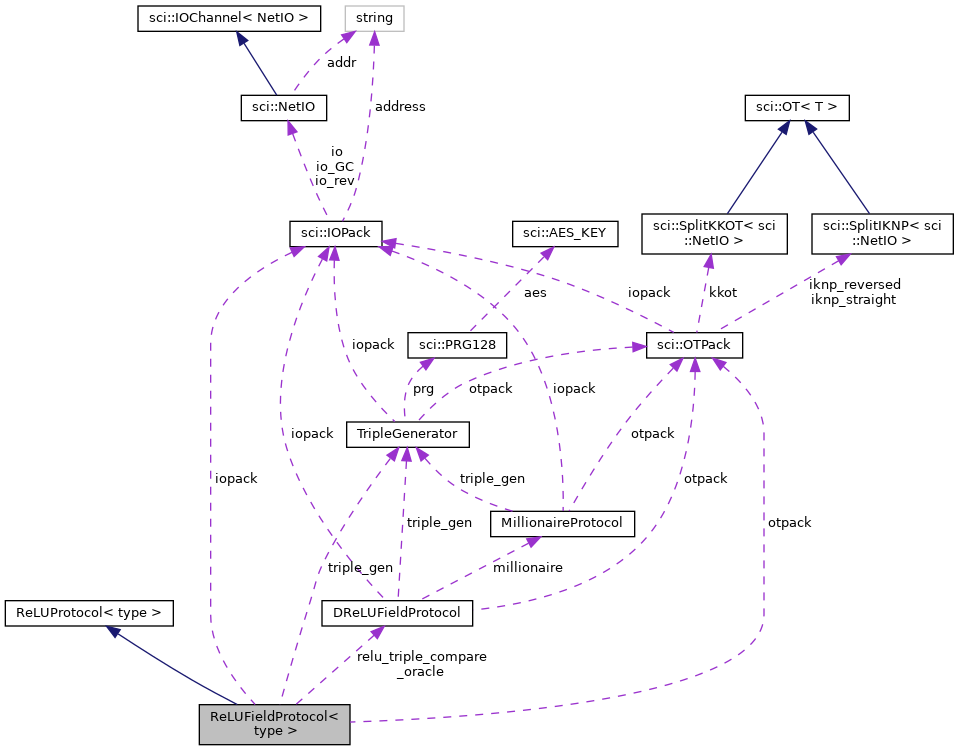 sci::IOChannel< NetIO >
string
addr
sci::NetIO
address
sci::OT< T >
io
io_GC
io_rev
sci::IOPack
sci::AES_KEY
sci::SplitKKOT< sci
::NetIO >
sci::SplitIKNP< sci
::NetIO >
aes
iopack
kkot
iknp_reversed
iknp_straight
iopack
sci::PRG128
sci::OTPack
prg
otpack
iopack
TripleGenerator
iopack
otpack
iopack
triple_gen
otpack
triple_gen
MillionaireProtocol
otpack
triple_gen
millionaire
ReLUProtocol< type >
DReLUFieldProtocol
relu_triple_compare
_oracle
ReLUFieldProtocol<
type >